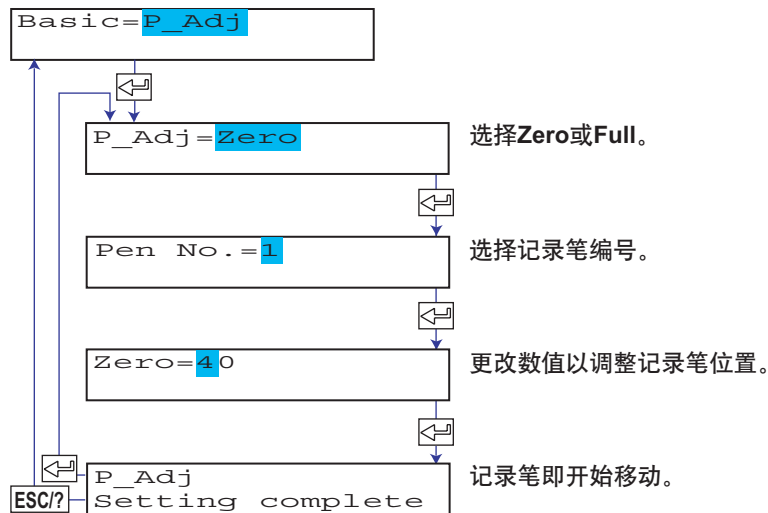 Basic=P_Adj
P_Adj=Zero
选择Zero或Full。
Pen No.=1
选择记录笔编号。
Zero=40
更改数值以调整记录笔位置。
P_Adj
记录笔即开始移动。
ESC/?
Setting complete